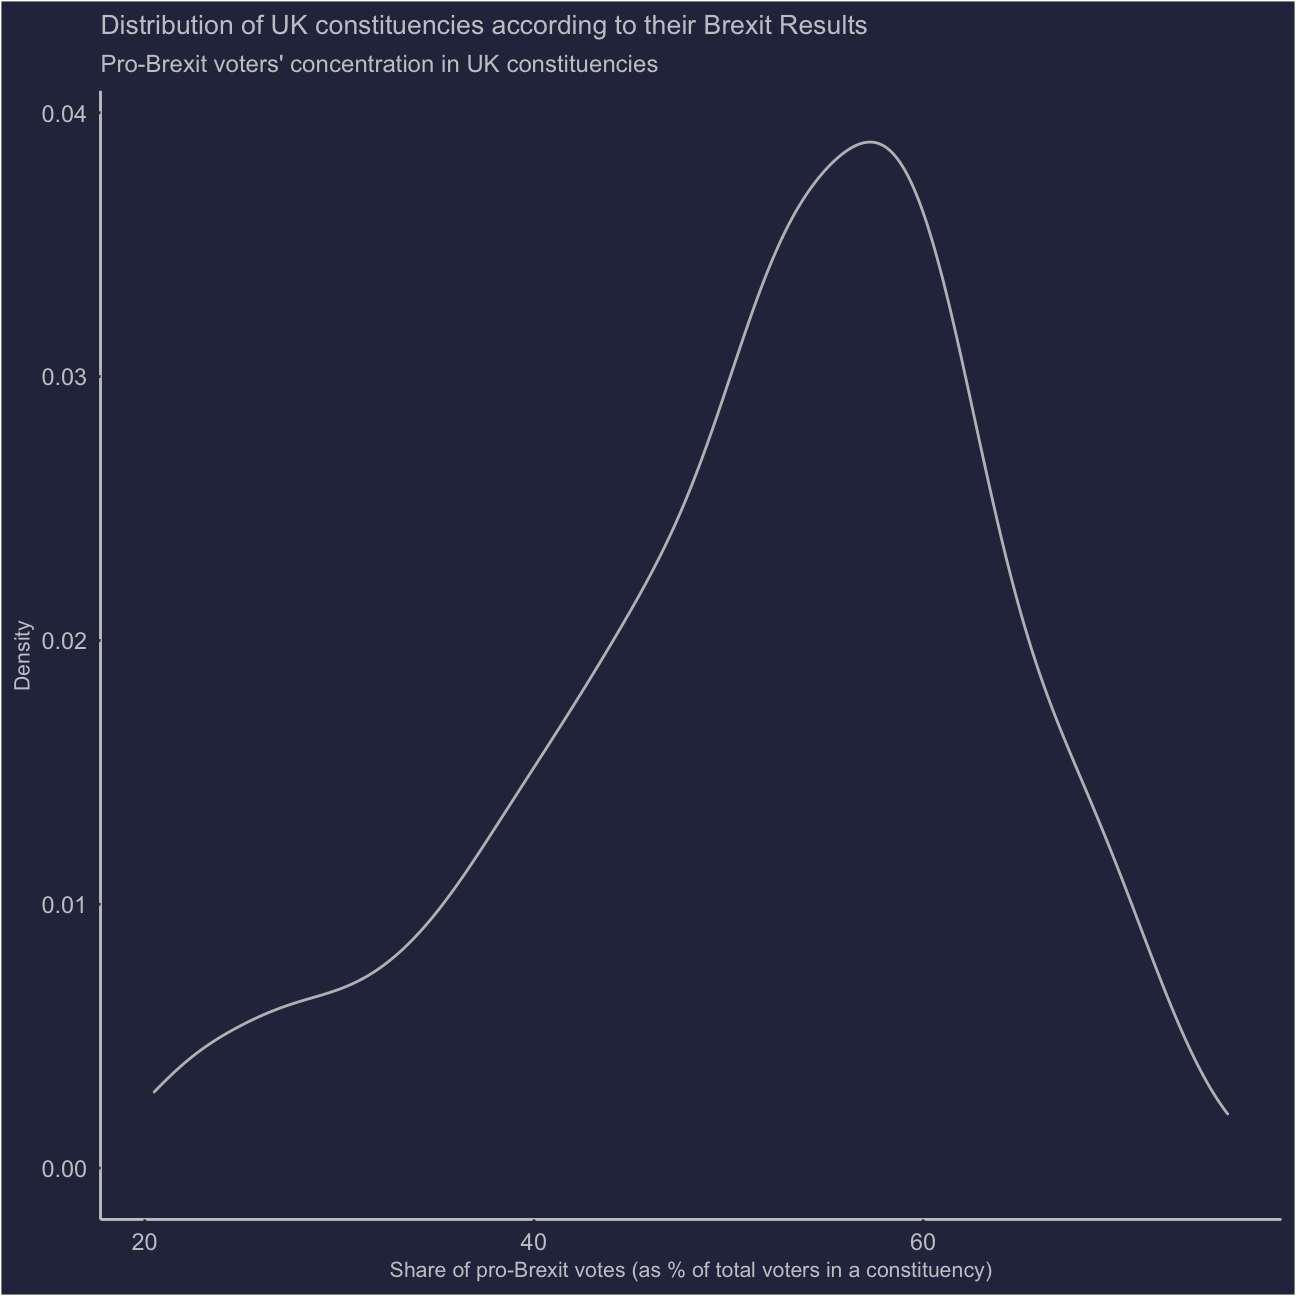 Distribution of UK constituencies according to their Brexit Results
Pro-Brexit voters' concentration in UK constituencies
0.04
0.03
0.02
0.01
0.00
Density
20
40
60
Share of pro-Brexit votes (as % of total voters in a constituency)